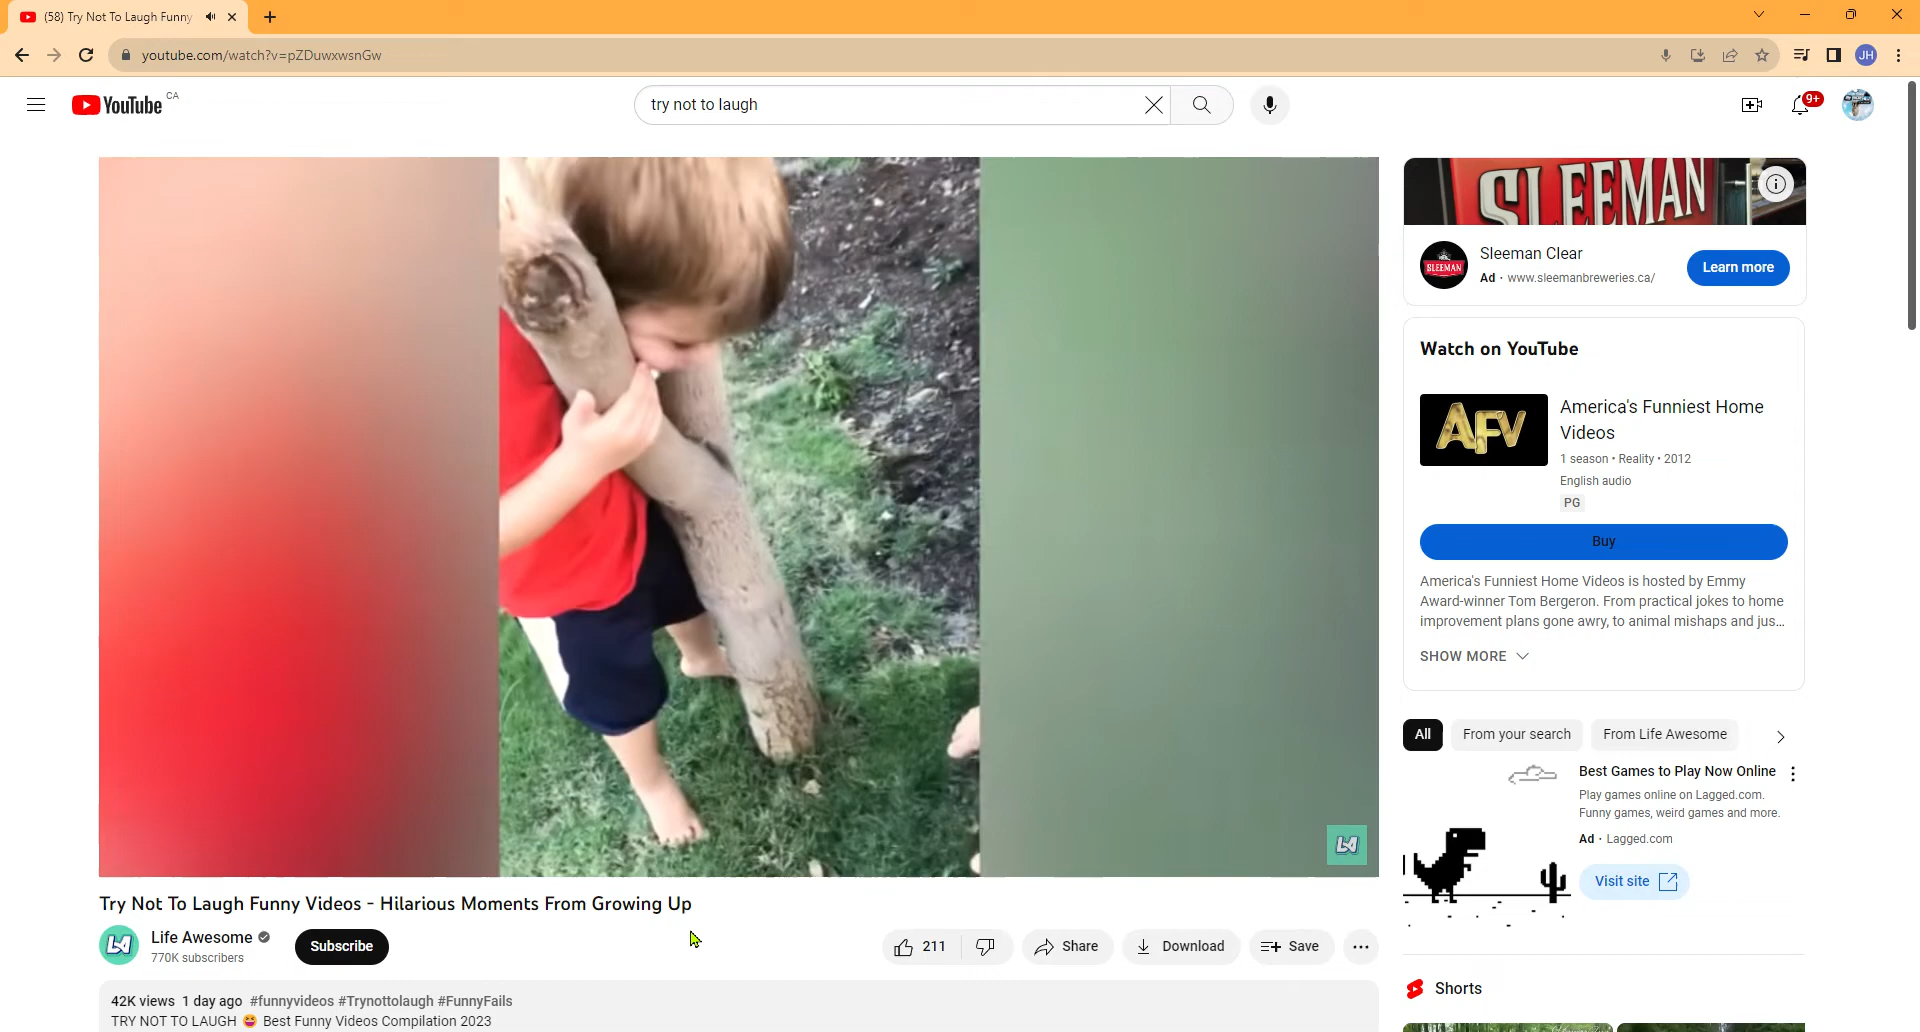 (58) Try Not To Laugh Funny
youtube.com/watch?v=pZDuwxwsnGw
JH
YouTube CA
try not to laugh
9+
SLEEMAN
SLEEMAN
Sleeman Clear
Ad · www.sleemanbreweries.ca/
Learn more
Watch on YouTube
AFV
America's Funniest Home
Videos
1 season • Reality • 2012
English audio
PG
Buy
America's Funniest Home Videos is hosted by Emmy
Award-winner Tom Bergeron. From practical jokes to home
improvement plans gone awry, to animal mishaps and jus...
SHOW MORE
All From your search From Life Awesome
Best Games to Play Now Online
Play games online on Lagged.com.
Funny games, weird games and more.
Ad · Lagged.com
Visit site
Shorts
LA
Try Not To Laugh Funny Videos - Hilarious Moments From Growing Up
LA
Life Awesome
770K subscribers
Subscribe
211 Share Download Save
42K views 1 day ago #funnyvideos #Trynottolaugh #FunnyFails
TRY NOT TO LAUGH 😆 Best Funny Videos Compilation 2023